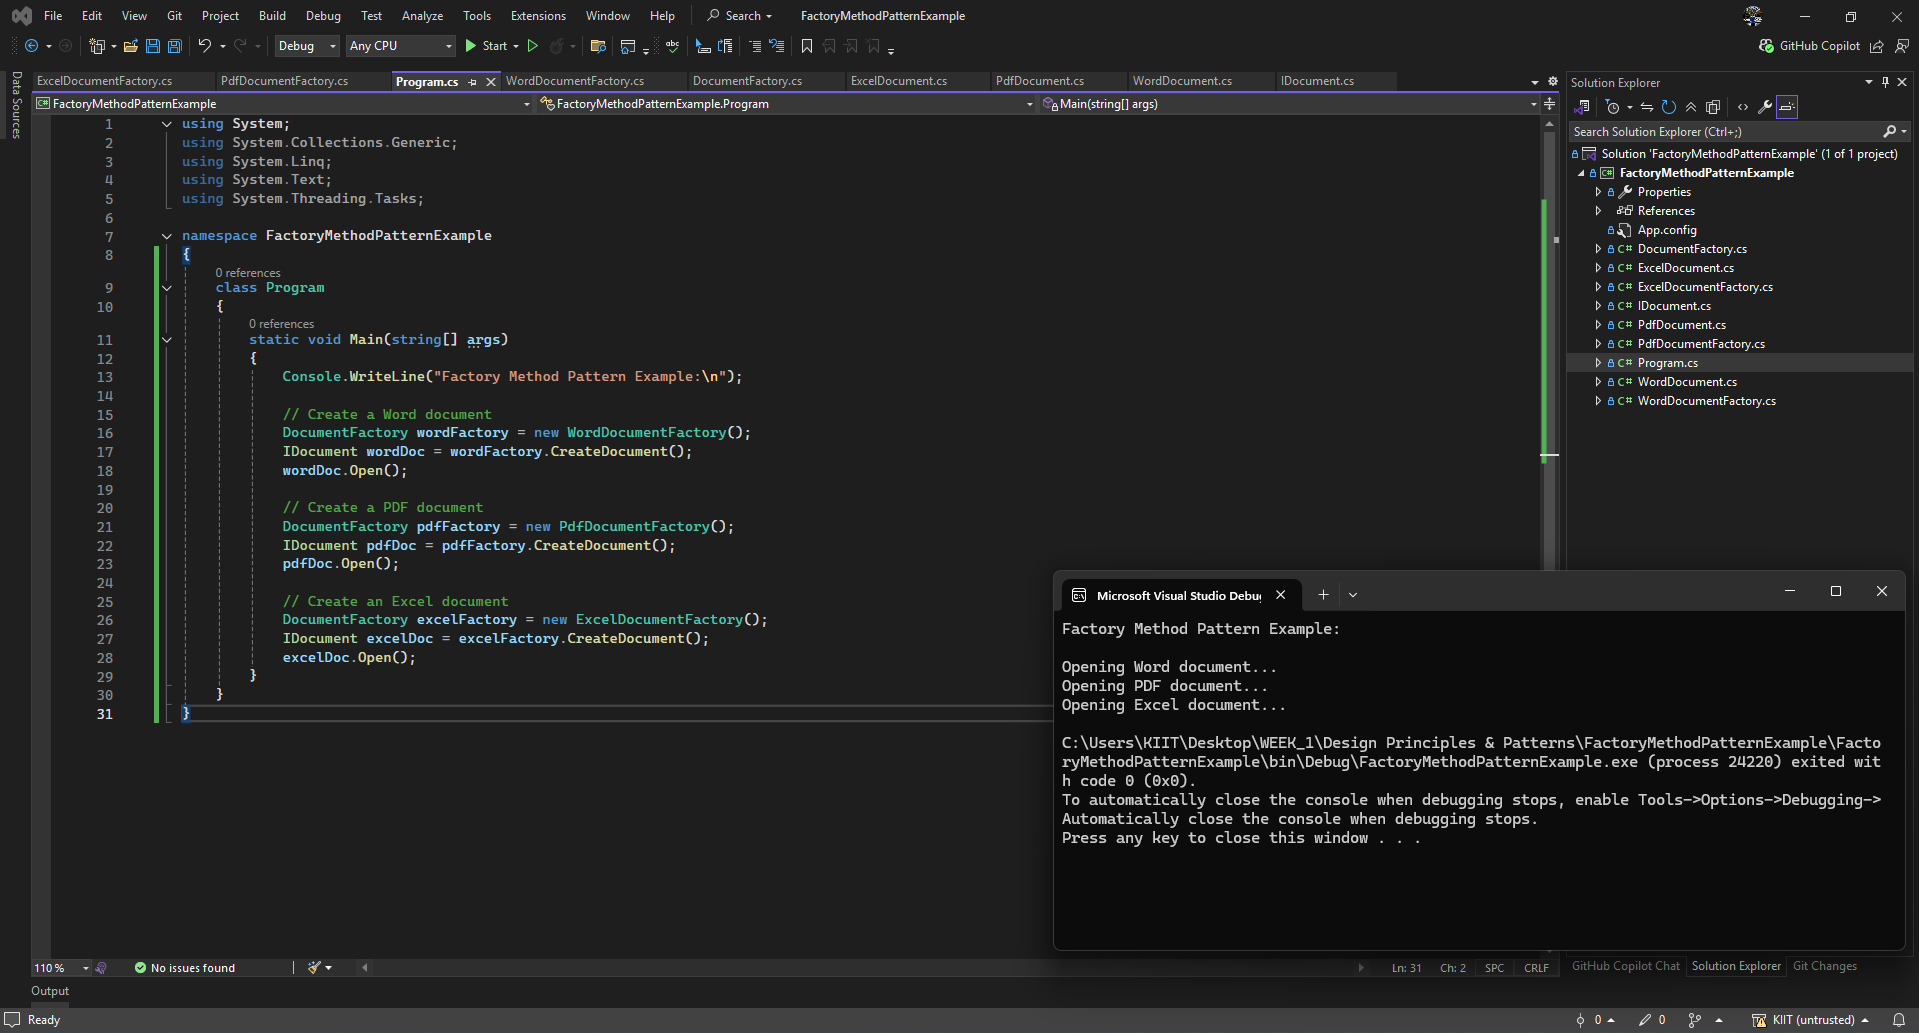 File Edit View Git Project Build Debug Test Analyze Tools Extensions Window Help Search FactoryMethodPatternExample
Debug Any CPU Start GitHub Copilot
Data Sources
ExcelDocumentFactory.cs PdfDocumentFactory.cs Program.cs WordDocumentFactory.cs DocumentFactory.cs ExcelDocument.cs PdfDocument.cs WordDocument.cs IDocument.cs
FactoryMethodPatternExample FactoryMethodPatternExample.Program Main(string[] args)
1 using System;
2 using System.Collections.Generic;
3 using System.Linq;
4 using System.Text;
5 using System.Threading.Tasks;
6
7 namespace FactoryMethodPatternExample
8 {
0 references
9 class Program
10 {
0 references
11 static void Main(string[] args)
12 {
13 Console.WriteLine("Factory Method Pattern Example:\n");
14
15 // Create a Word document
16 DocumentFactory wordFactory = new WordDocumentFactory();
17 IDocument wordDoc = wordFactory.CreateDocument();
18 wordDoc.Open();
19
20 // Create a PDF document
21 DocumentFactory pdfFactory = new PdfDocumentFactory();
22 IDocument pdfDoc = pdfFactory.CreateDocument();
23 pdfDoc.Open();
24
25 // Create an Excel document
26 DocumentFactory excelFactory = new ExcelDocumentFactory();
27 IDocument excelDoc = excelFactory.CreateDocument();
28 excelDoc.Open();
29 }
30 }
31 }
Solution Explorer
Search Solution Explorer (Ctrl+;)
Solution 'FactoryMethodPatternExample' (1 of 1 project)
C# FactoryMethodPatternExample
Properties
References
App.config
C# DocumentFactory.cs
C# ExcelDocument.cs
C# ExcelDocumentFactory.cs
C# IDocument.cs
C# PdfDocument.cs
C# PdfDocumentFactory.cs
C# Program.cs
C# WordDocument.cs
C# WordDocumentFactory.cs
Microsoft Visual Studio Debug
Factory Method Pattern Example:
Opening Word document...
Opening PDF document...
Opening Excel document...
C:\Users\KIIT\Desktop\WEEK_1\Design Principles & Patterns\FactoryMethodPatternExample\Facto
ryMethodPatternExample\bin\Debug\FactoryMethodPatternExample.exe (process 24220) exited wit
h code 0 (0x0).
To automatically close the console when debugging stops, enable Tools->Options->Debugging->
Automatically close the console when debugging stops.
Press any key to close this window . . .
110 % No issues found Ln: 31 Ch: 2 SPC CRLF
GitHub Copilot Chat Solution Explorer Git Changes
Output
Ready 0 0 KIIT (untrusted)